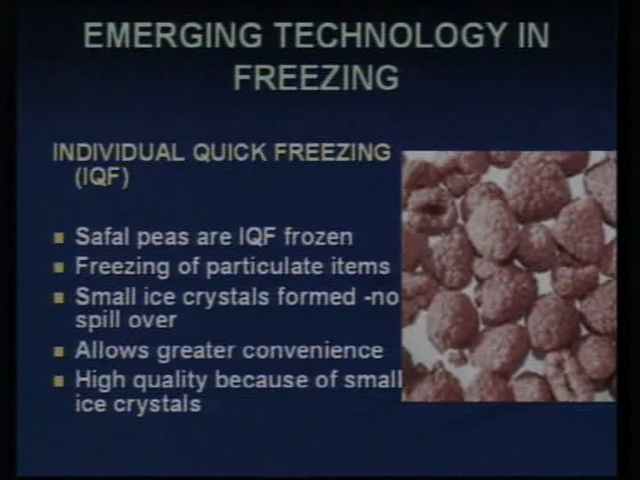 EMERGING TECHNOLOGY IN
FREEZING
INDIVIDUAL QUICK FREEZING
(IQF)
Safal peas are IQF frozen
Freezing of particulate items
Small ice crystals formed -no
spill over
Allows greater convenience
High quality because of small
ice crystals